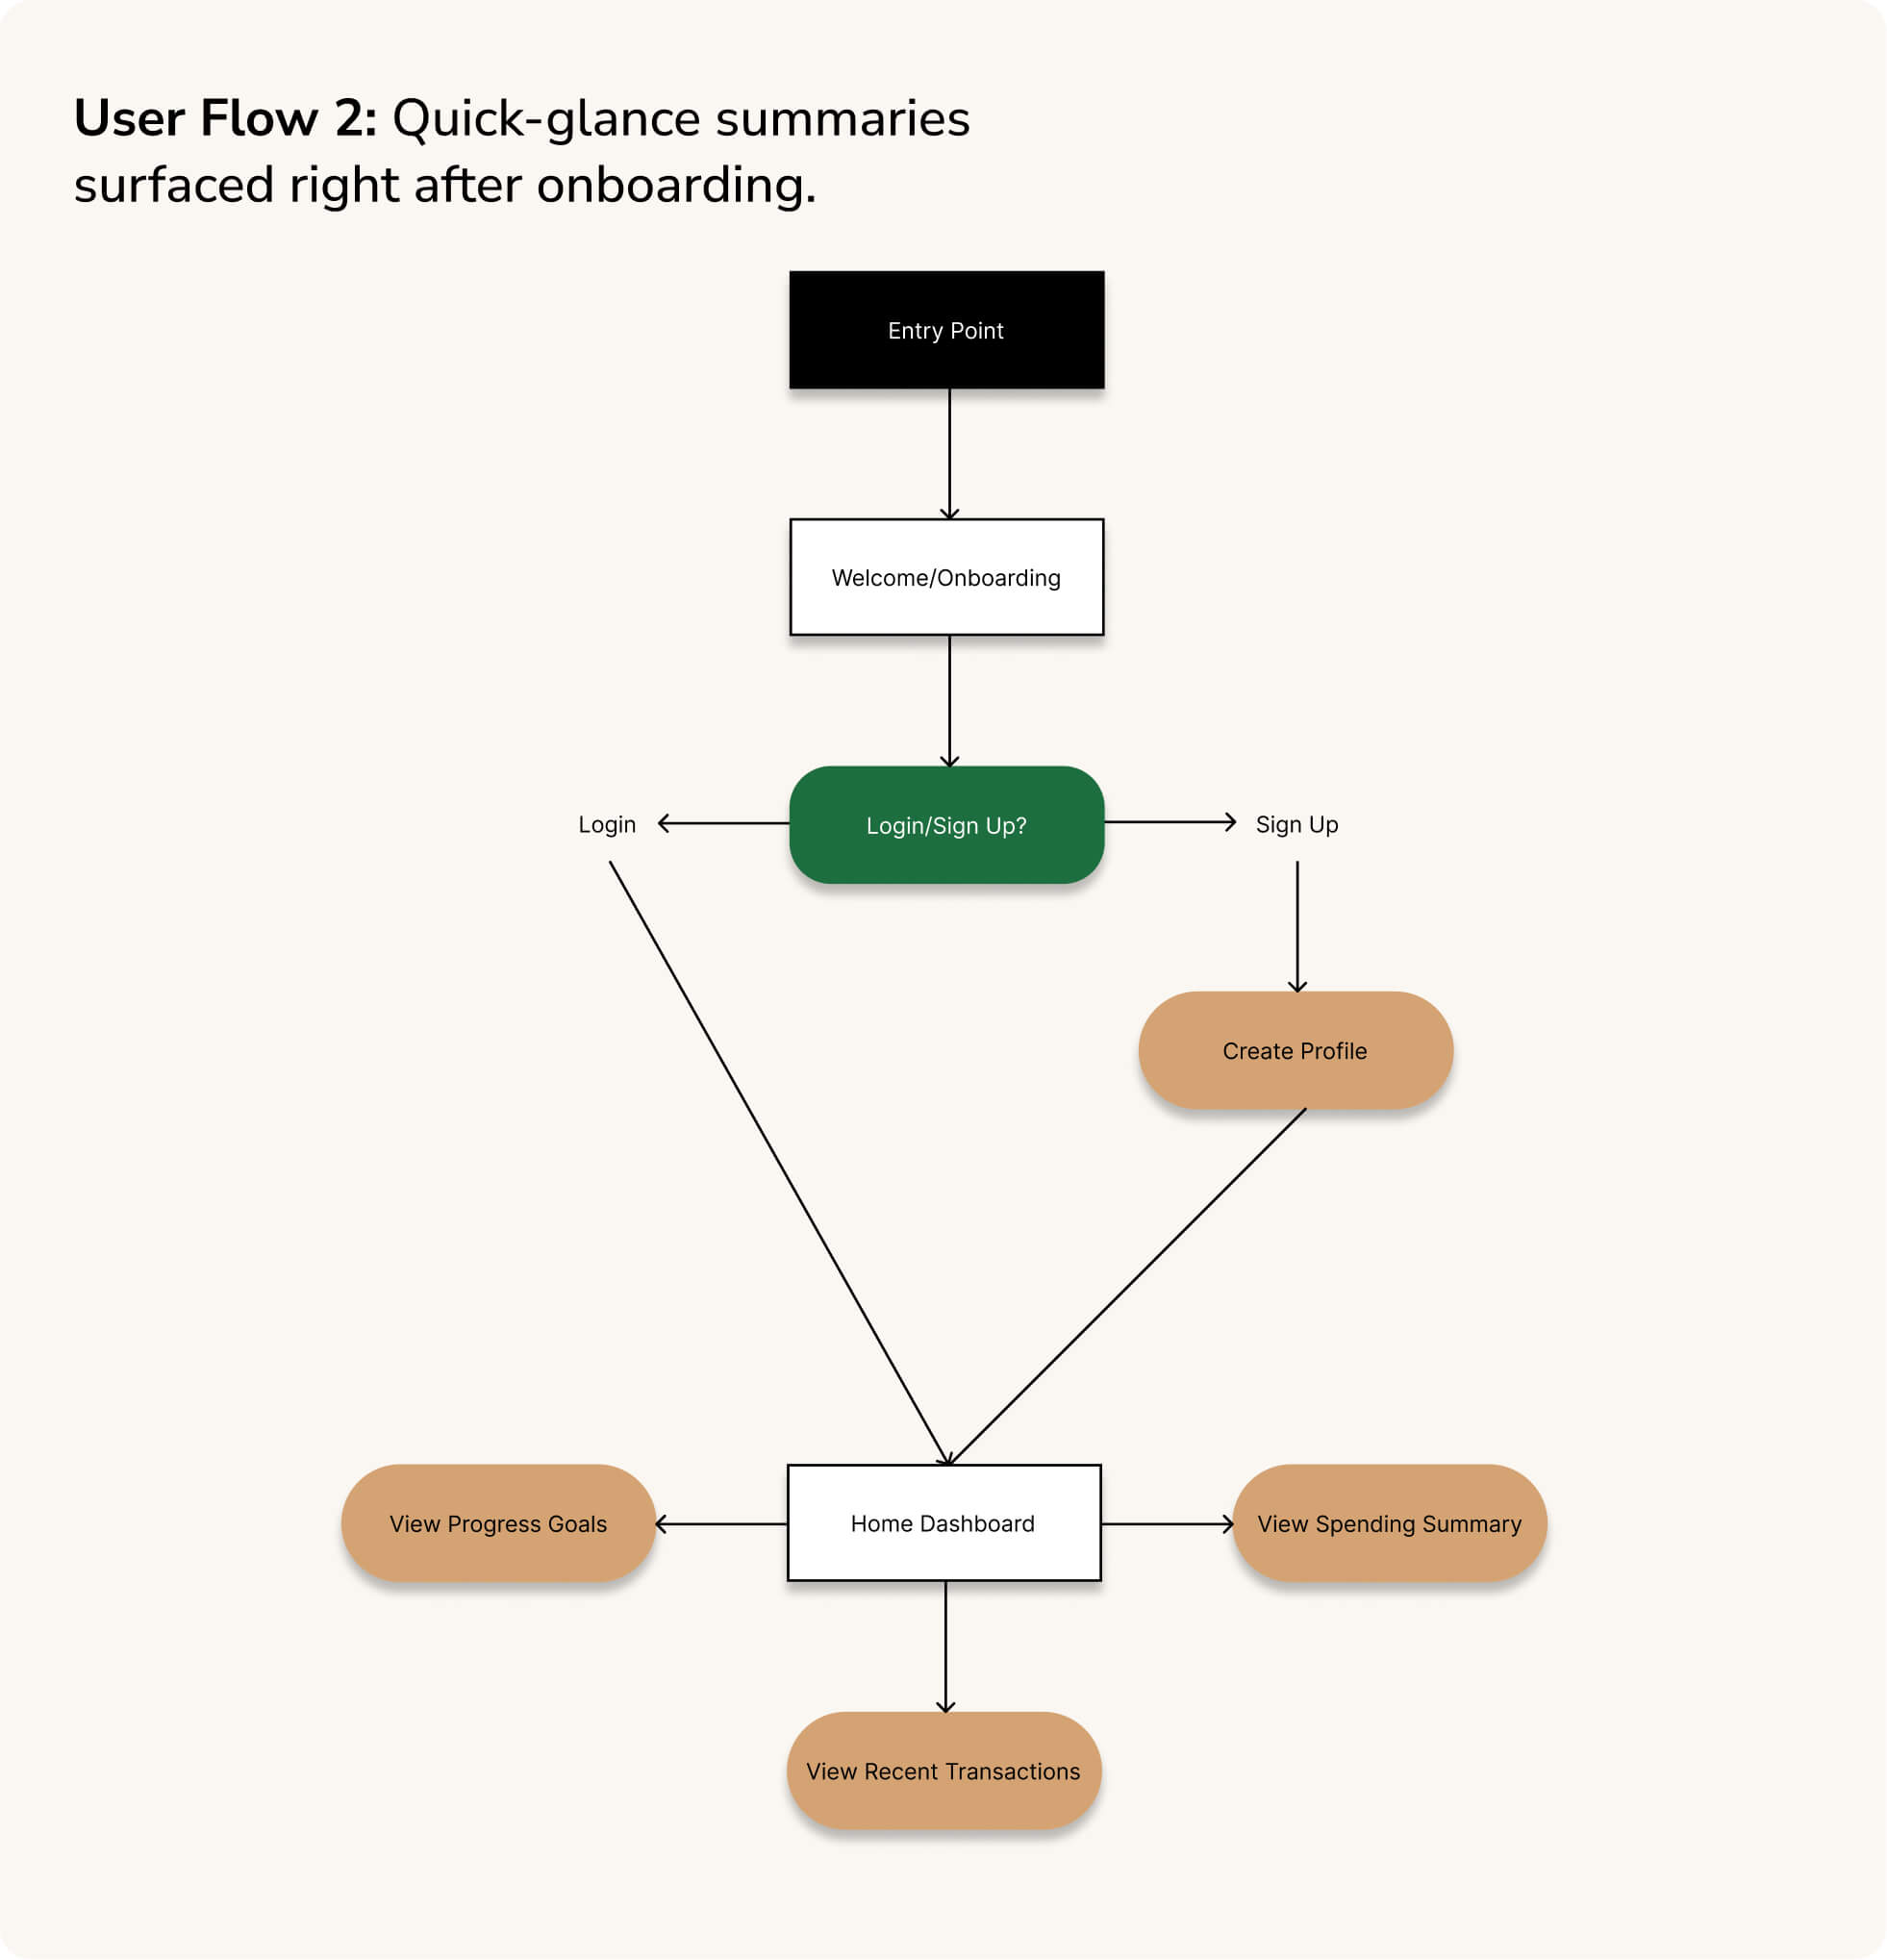 User Flow 2: Quick-glance summaries
surfaced right after onboarding.
Entry Point
Welcome/Onboarding
Login
Login/Sign Up?
Sign Up
Create Profile
View Progress Goals
Home Dashboard
View Spending Summary
View Recent Transactions